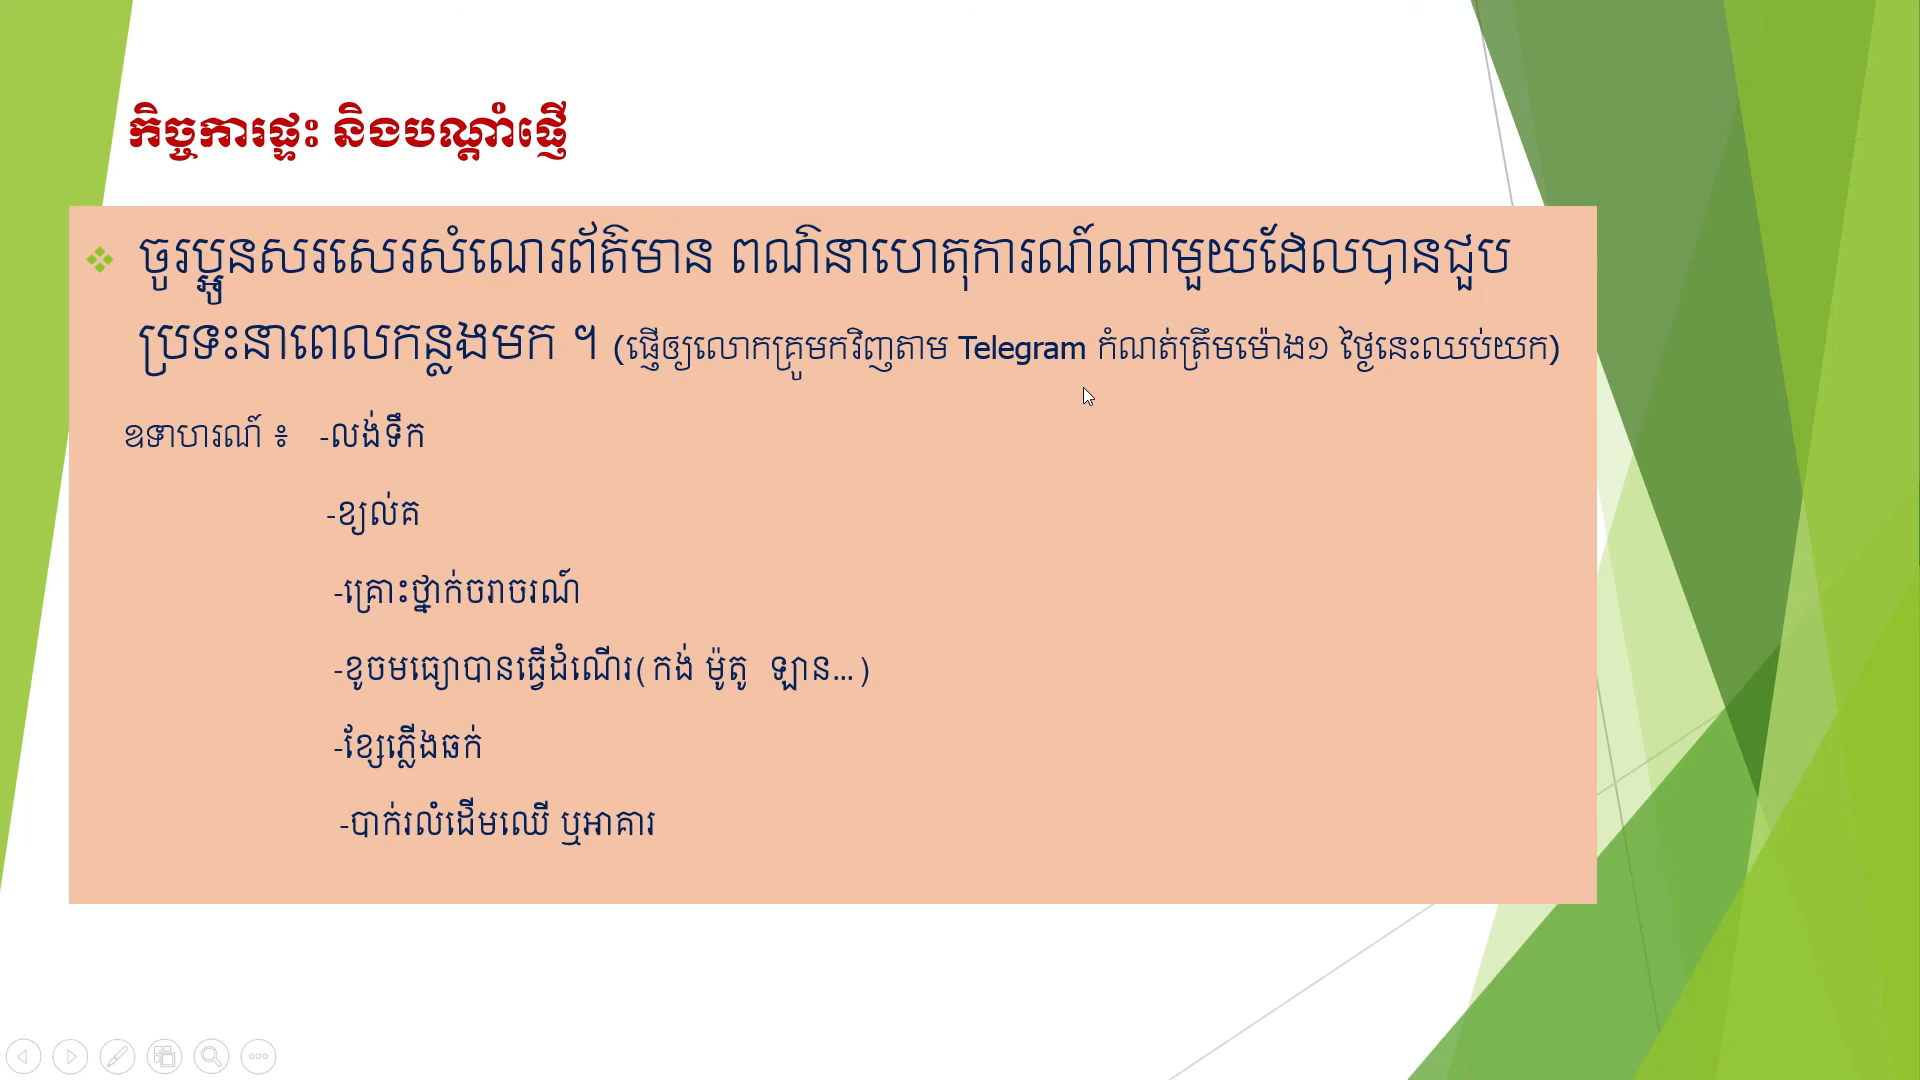 កិច្ចការផ្ទះ និងបណ្ដាំផ្ញើ
ចូរប្អូនសរសេរសំណេរព័ត៌មាន ពណ៌នាហេតុការណ៍ណាមួយដែលបានជួប
ប្រទះនាពេលកន្លងមក ។ (ផ្ញើឲ្យលោកគ្រូមកវិញតាម Telegram កំណត់ត្រឹមម៉ោង១ ថ្ងៃនេះឈប់យក)
ឧទាហរណ៍ ៖ -លង់ទឹក
-ខ្យល់គ
-គ្រោះថ្នាក់ចរាចរណ៍
-ខូចមធ្យោបានធ្វើដំណើរ(កង់ ម៉ូតូ ឡាន...)
-ខ្សែភ្លើងឆក់
-បាក់រលំដើមឈើ ឬអាគារ